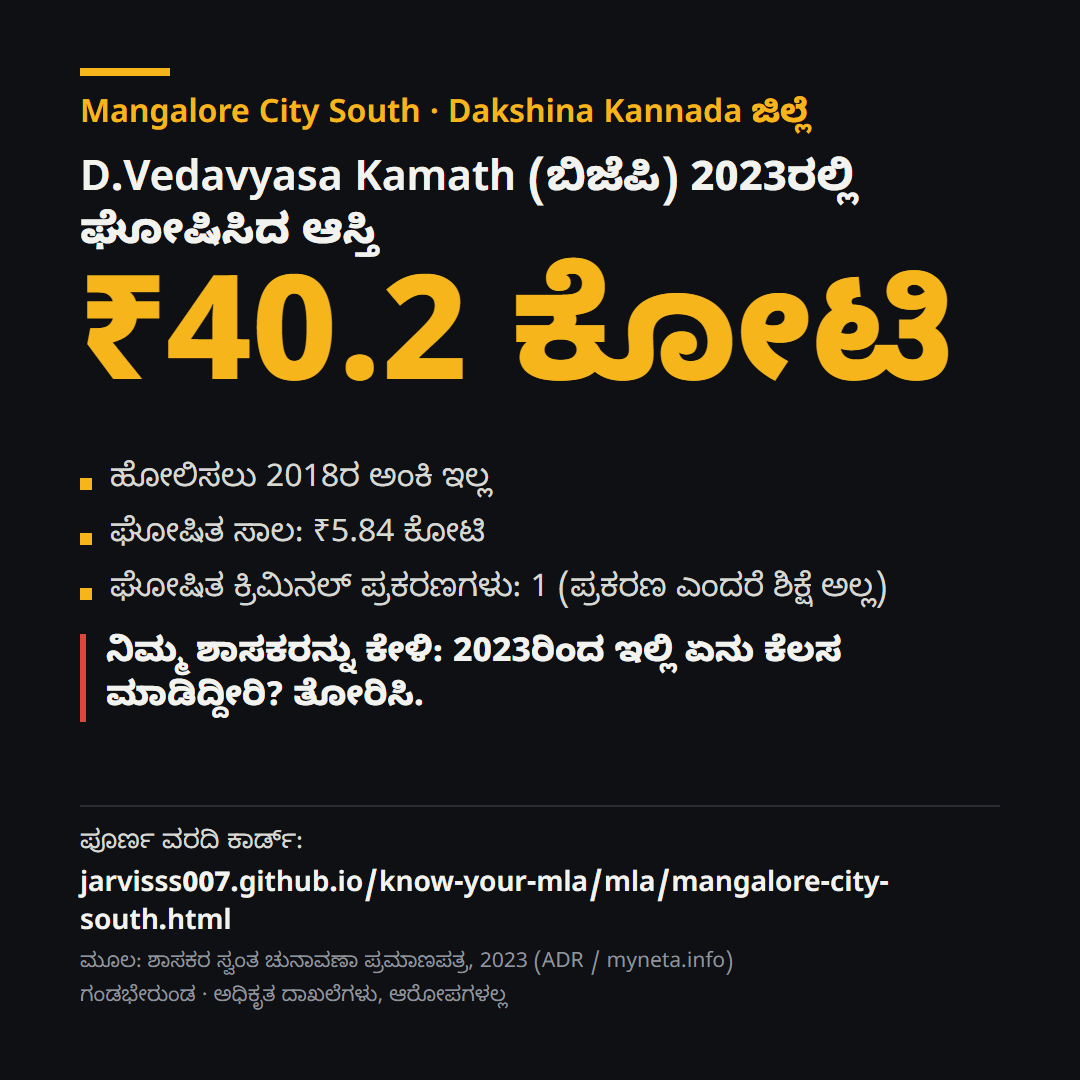 Mangalore City South · Dakshina Kannada ಜಿಲ್ಲೆ
D.Vedavyasa Kamath (ಬಿಜೆಪಿ) 2023ರಲ್ಲಿ
ಘೋಷಿಸಿದ ಆಸ್ತಿ
₹40.2 ಕೋಟಿ
ಹೋಲಿಸಲು 2018ರ ಅಂಕಿ ಇಲ್ಲ
ಘೋಷಿತ ಸಾಲ: ₹5.84 ಕೋಟಿ
ಘೋಷಿತ ಕ್ರಿಮಿನಲ್ ಪ್ರಕರಣಗಳು: 1 (ಪ್ರಕರಣ ಎಂದರೆ ಶಿಕ್ಷೆ ಅಲ್ಲ)
ನಿಮ್ಮ ಶಾಸಕರನ್ನು ಕೇಳಿ: 2023ರಿಂದ ಇಲ್ಲಿ ಏನು ಕೆಲಸ
ಮಾಡಿದ್ದೀರಿ? ತೋರಿಸಿ.
ಪೂರ್ಣ ವರದಿ ಕಾರ್ಡ್:
jarvisss007.github.io/know-your-mla/mla/mangalore-city-
south.html
ಮೂಲ: ಶಾಸಕರ ಸ್ವಂತ ಚುನಾವಣಾ ಪ್ರಮಾಣಪತ್ರ, 2023 (ADR / myneta.info)
ಗಂಡಭೇರುಂಡ · ಅಧಿಕೃತ ದಾಖಲೆಗಳು, ಆರೋಪಗಳಲ್ಲ